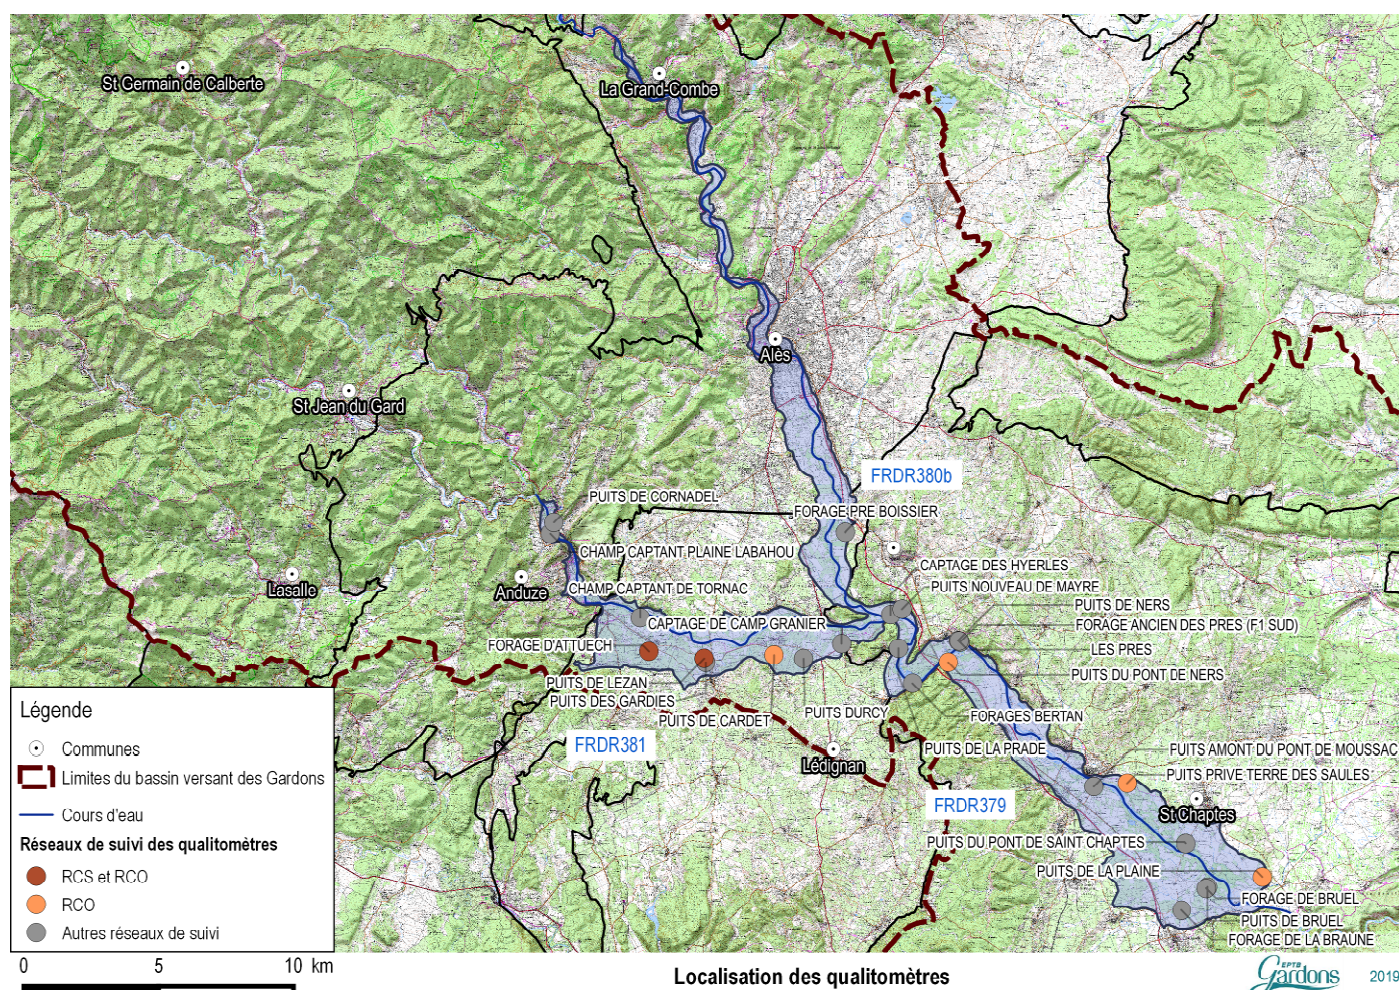 St Germain de Calberte
La Grand-Combe
Alès
St Jean du Gard
FRDR380b
PUITS DE CORNADEL
FORAGE PRE BOISSIER
CHAMP CAPTANT PLAINE LABAHOU
CAPTAGE DES HYERLES
Lasalle
Anduze
CHAMP CAPTANT DE TORNAC
PUITS NOUVEAU DE MAYRE
PUITS DE NERS
CAPTAGE DE CAMP GRANIER
FORAGE ANCIEN DES PRES (F1 SUD)
FORAGE D'ATTUECH
LES PRES
PUITS DU PONT DE NERS
PUITS DE LEZAN
PUITS DES GARDIES
PUITS DE CARDET
PUITS DURCY
FORAGES BERTAN
FRDR381
PUITS DE LA PRADE
PUITS AMONT DU PONT DE MOUSSAC
Lédignan
PUITS PRIVE TERRE DES SAULES
FRDR379
St Chaptes
PUITS DU PONT DE SAINT CHAPTES
PUITS DE LA PLAINE
FORAGE DE BRUEL
PUITS DE BRUEL
FORAGE DE LA BRAUNE
Légende
Communes
Limites du bassin versant des Gardons
Cours d'eau
Réseaux de suivi des qualitomètres
RCS et RCO
RCO
Autres réseaux de suivi
0 5 10 km
Localisation des qualitomètres
EPTB
Gardons
2019